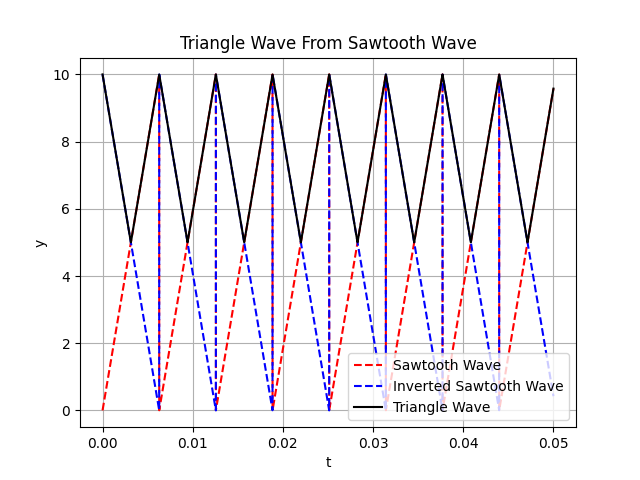 Triangle Wave From Sawtooth Wave
10
8
6
4
2
0
y
0.00
0.01
0.02
0.03
0.04
0.05
t
Sawtooth Wave
Inverted Sawtooth Wave
Triangle Wave